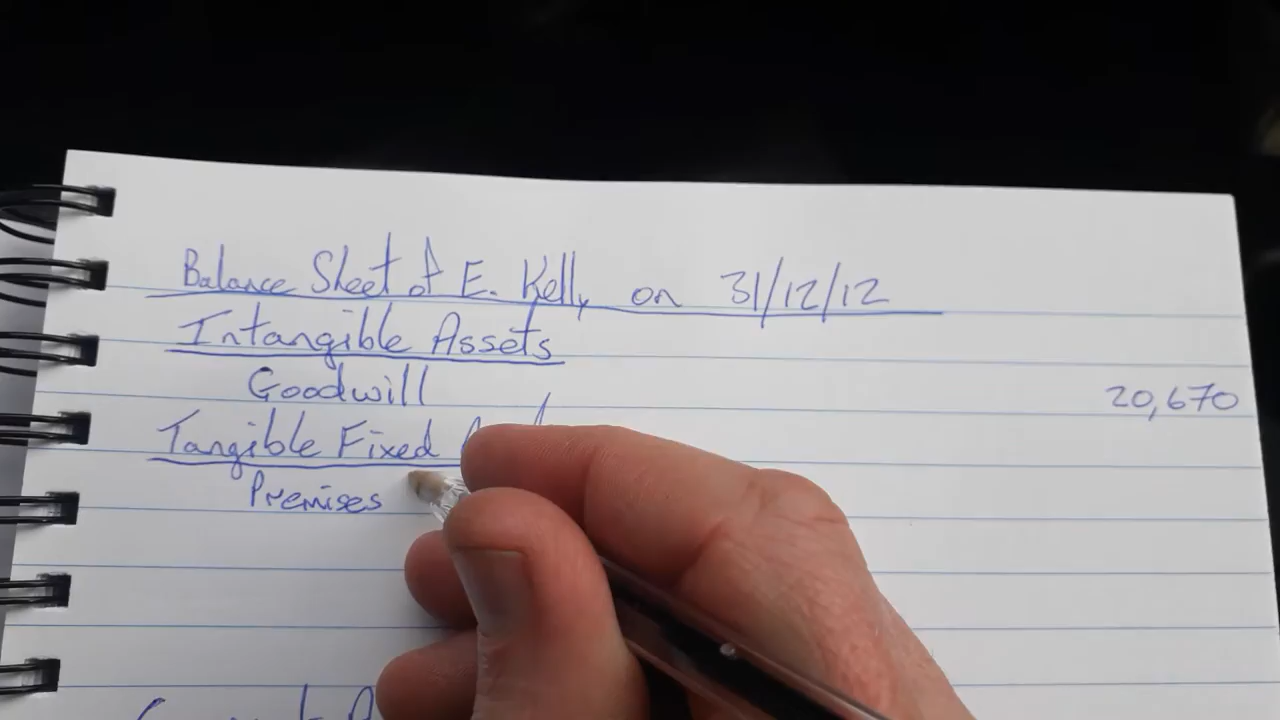 Balance Sheet of E. Kelly on 31/12/12
Intangible Assets
Goodwill 20,670
Tangible Fixed
Premises